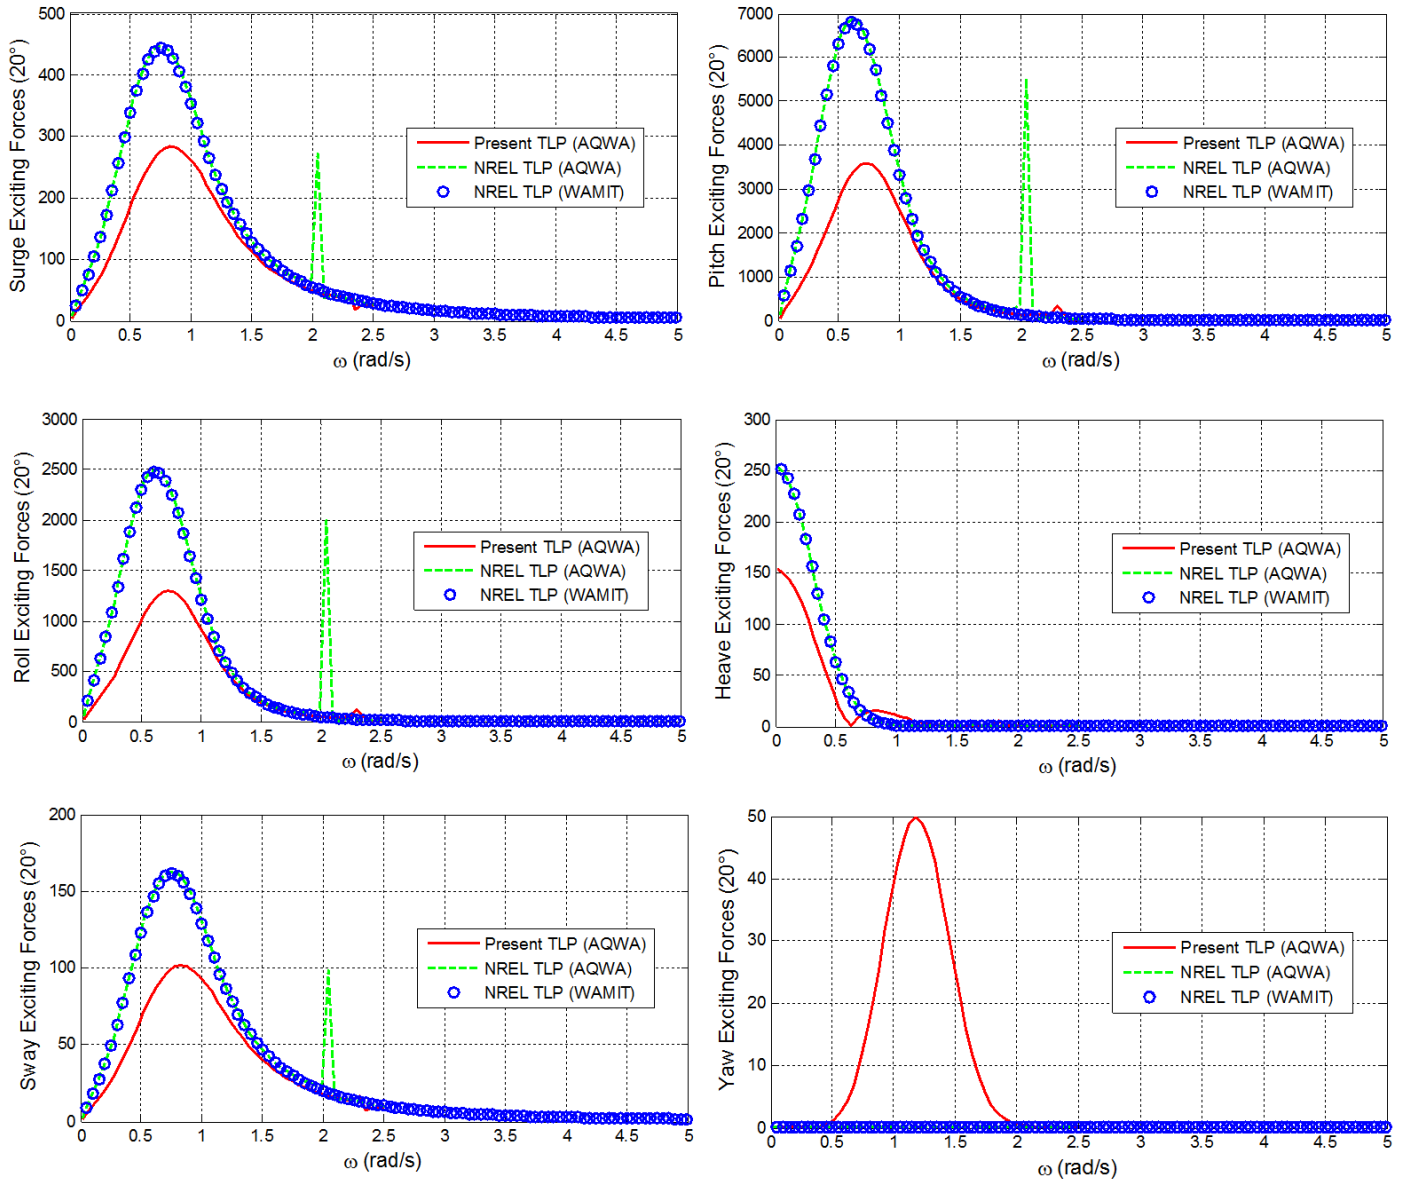 Surge Exciting Forces (20°)
500
400
300
200
100
0
Present TLP (AQWA)
NREL TLP (AQWA)
NREL TLP (WAMIT)
0 0.5 1 1.5 2 2.5 3 3.5 4 4.5 5
ω (rad/s)
Pitch Exciting Forces (20°)
7000
6000
5000
4000
3000
2000
1000
0
Present TLP (AQWA)
NREL TLP (AQWA)
NREL TLP (WAMIT)
0 0.5 1 1.5 2 2.5 3 3.5 4 4.5 5
ω (rad/s)
Roll Exciting Forces (20°)
3000
2500
2000
1500
1000
500
0
Present TLP (AQWA)
NREL TLP (AQWA)
NREL TLP (WAMIT)
0 0.5 1 1.5 2 2.5 3 3.5 4 4.5 5
ω (rad/s)
Heave Exciting Forces (20°)
300
250
200
150
100
50
0
Present TLP (AQWA)
NREL TLP (AQWA)
NREL TLP (WAMIT)
0 0.5 1 1.5 2 2.5 3 3.5 4 4.5 5
ω (rad/s)
Sway Exciting Forces (20°)
200
150
100
50
0
Present TLP (AQWA)
NREL TLP (AQWA)
NREL TLP (WAMIT)
0 0.5 1 1.5 2 2.5 3 3.5 4 4.5 5
ω (rad/s)
Yaw Exciting Forces (20°)
50
40
30
20
10
0
Present TLP (AQWA)
NREL TLP (AQWA)
NREL TLP (WAMIT)
0 0.5 1 1.5 2 2.5 3 3.5 4 4.5 5
ω (rad/s)